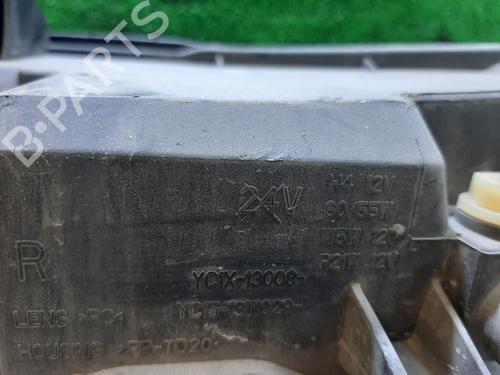 B-PARTS
24V
H4 12V
60/55W
W5W 12V
P21W 12V
R
YC1X-13006-
LENS >PC<
HOUSING >PP-TD20<